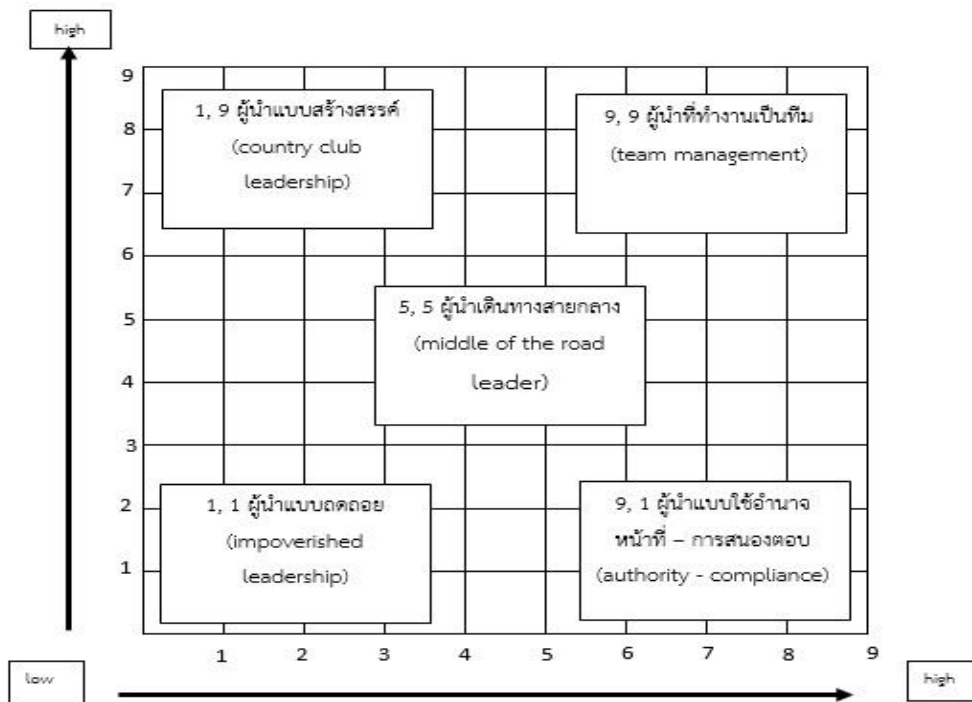 high
9
8
7
6
5
4
3
2
1
1, 9 ผู้นำแบบสร้างสรรค์
(country club
leadership)
9, 9 ผู้นำที่ทำงานเป็นทีม
(team management)
5, 5 ผู้นำเดินทางสายกลาง
(middle of the road
leader)
1, 1 ผู้นำแบบถดถอย
(impoverished
leadership)
9, 1 ผู้นำแบบใช้อำนาจ
หน้าที่ – การสนองตอบ
(authority - compliance)
1 2 3 4 5 6 7 8 9
low
high